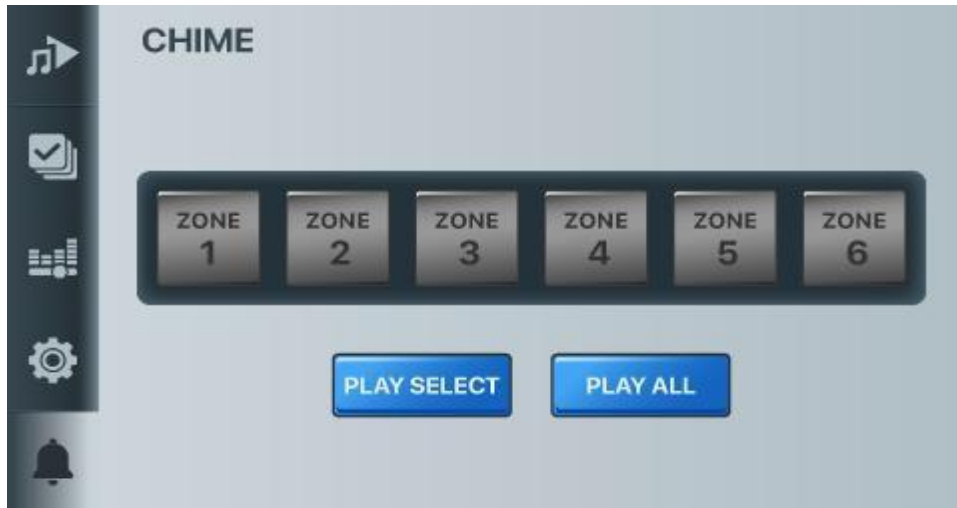 CHIME
ZONE 1
ZONE 2
ZONE 3
ZONE 4
ZONE 5
ZONE 6
PLAY SELECT
PLAY ALL